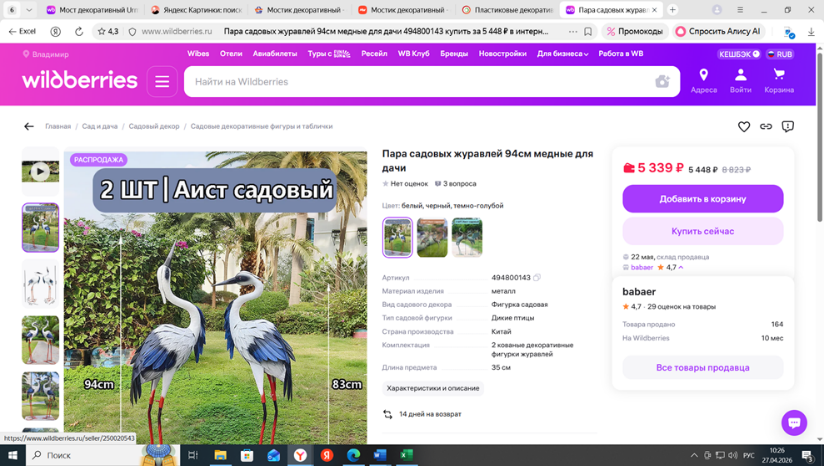 6
Мост декоративный Um
Яндекс Картинки: поис
Мостик декоративный
Мостик декоративный
Пластиковые декорати
Пара садовых журавл
Excel
4,3
www.wildberries.ru
Пара садовых журавлей 94см медные для дачи 494800143 купить за 5 448 ₽ в интерн...
Промокоды
Спросить Алису AI
Владимир
Wibes
Отели
Авиабилеты
Туры с
Ресейл
WB Клуб
Бренды
Новостройки
Для бизнеса
Работа в WB
КЕШБЭК
RUB
wildberries
Найти на Wildberries
Адреса
Войти
Корзина
Главная / Сад и дача / Садовый декор / Садовые декоративные фигуры и таблички
РАСПРОДАЖА
2 ШТ | Аист садовый
94cm
83cm
Пара садовых журавлей 94см медные для дачи
Нет оценок
3 вопроса
Цвет: белый, черный, темно-голубой
Артикул 494800143
Материал изделия металл
Вид садового декора Фигурка садовая
Тип садовой фигурки Дикие птицы
Страна производства Китай
Комплектация 2 кованые декоративные фигурки журавлей
Длина предмета 35 см
Характеристики и описание
14 дней на возврат
5 339 ₽ 5 448 ₽ 8 823 ₽
Добавить в корзину
Купить сейчас
22 мая, склад продавца
babaer 4,7
babaer
4,7 · 29 оценок на товары
Товара продано 164
На Wildberries 10 мес
Все товары продавца
https://www.wildberries.ru/seller/250020543
Поиск
РУС
10:26
27.04.2026
3